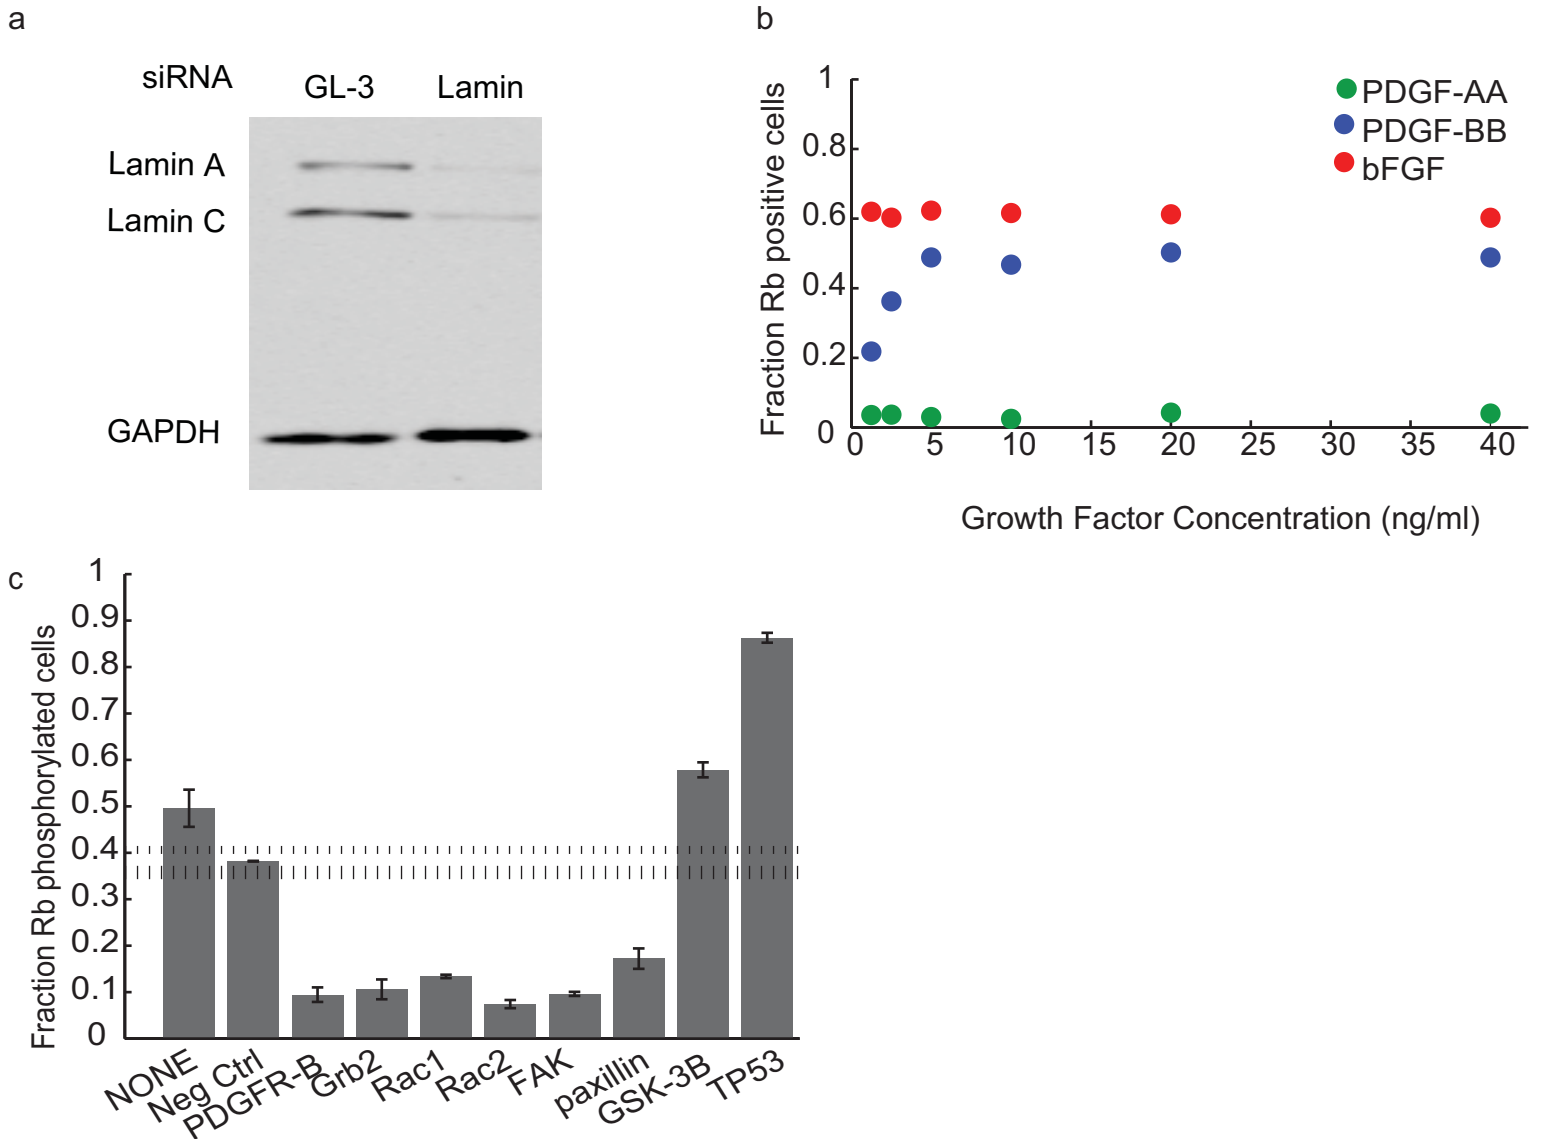 a
siRNA GL-3 Lamin
Lamin A
Lamin C
GAPDH
b
Fraction Rb positive cells
1
0.8
0.6
0.4
0.2
0
0 5 10 15 20 25 30 35 40
Growth Factor Concentration (ng/ml)
PDGF-AA
PDGF-BB
bFGF
c
Fraction Rb phosphorylated cells
1
0.9
0.8
0.7
0.6
0.5
0.4
0.3
0.2
0.1
0
NONE
Neg Ctrl
PDGFR-B
Grb2
Rac1
Rac2
FAK
paxillin
GSK-3B
TP53